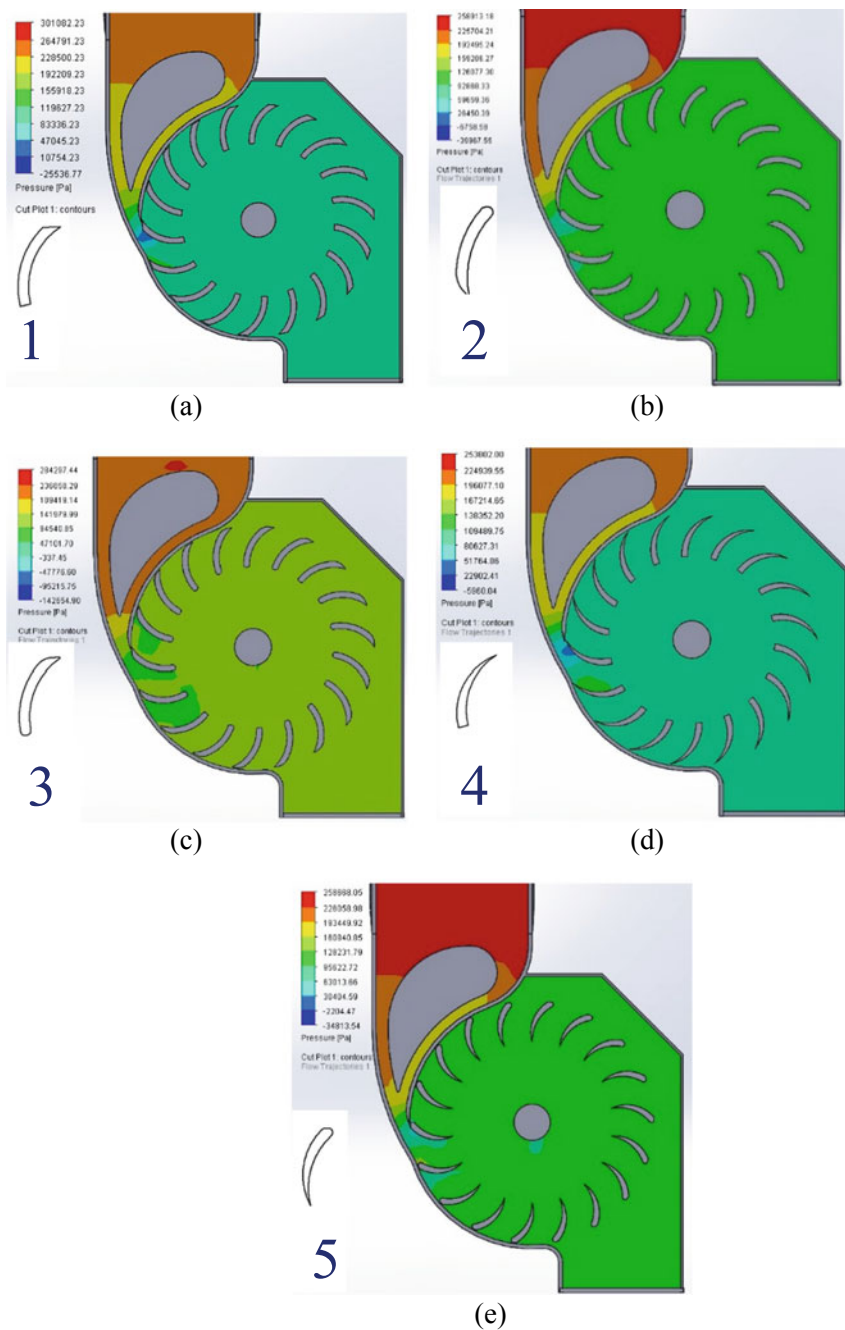 301082.23
264791.23
228500.23
192209.23
155918.23
119627.23
83336.23
47045.23
10754.23
-25536.77
Pressure [Pa]
Cut Plot 1: contours
1
(a)
258913.18
225704.21
192495.24
159286.27
126077.30
92868.33
59659.36
26450.39
-6758.58
-39967.55
Pressure [Pa]
Cut Plot 1: contours
Flow Trajectories 1
2
(b)
284297.44
236858.29
189419.14
141979.99
94540.85
47101.70
-337.45
-47776.60
-95215.75
-142654.90
Pressure [Pa]
Cut Plot 1: contours
Flow Trajectories 1
3
(c)
253802.00
224939.55
196077.10
167214.65
138352.20
109489.75
80627.31
51764.86
22902.41
-5960.04
Pressure [Pa]
Cut Plot 1: contours
Flow Trajectories 1
4
(d)
258668.05
226058.98
193449.92
160840.85
128231.79
95622.72
63013.66
30404.59
-2204.47
-34813.54
Pressure [Pa]
Cut Plot 1: contours
Flow Trajectories 1
5
(e)